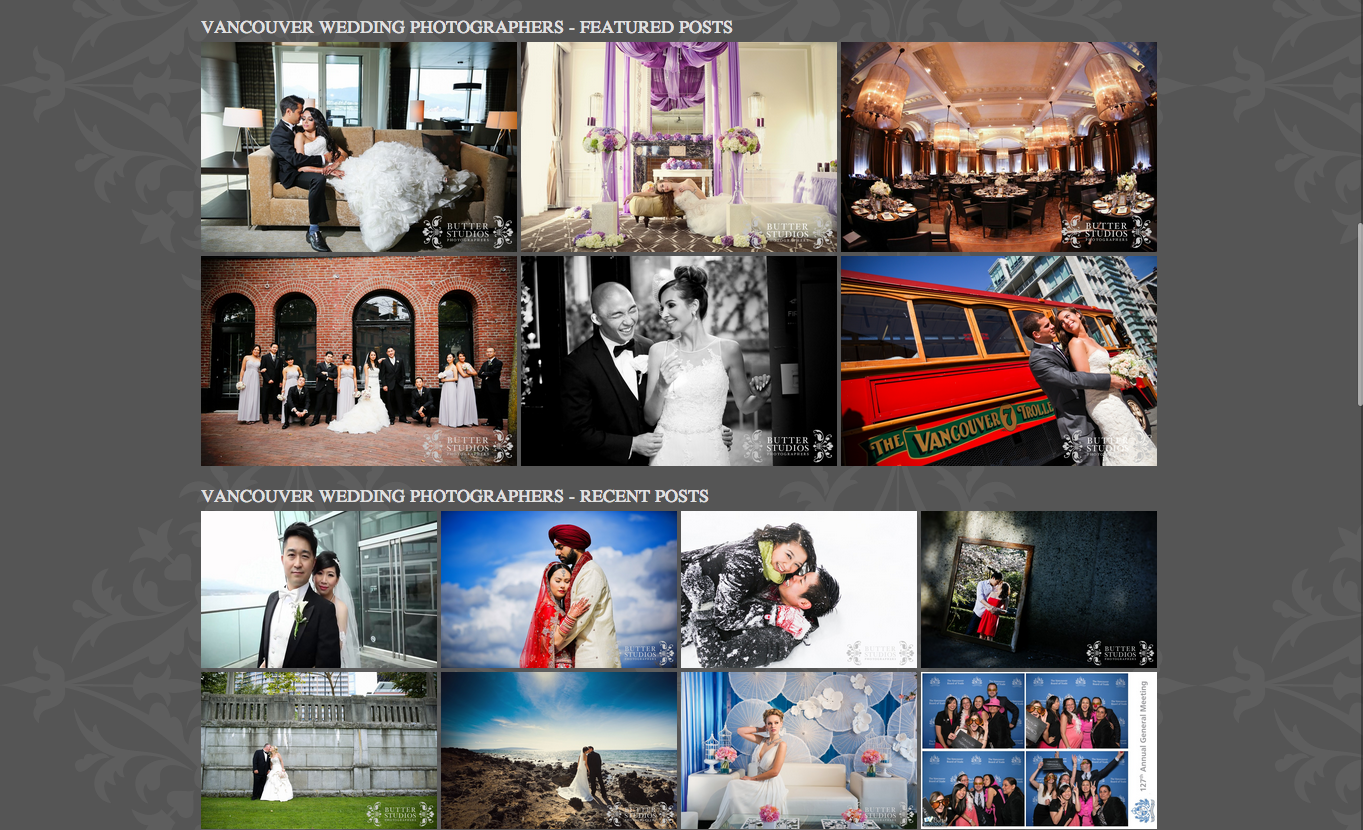 VANCOUVER WEDDING PHOTOGRAPHERS - FEATURED POSTS
BUTTER
STUDIOS
PHOTOGRAPHERS
BUTTER
STUDIOS
PHOTOGRAPHERS
BUTTER
STUDIOS
PHOTOGRAPHERS
BUTTER
STUDIOS
PHOTOGRAPHERS
BUTTER
STUDIOS
PHOTOGRAPHERS
THE VANCOUVER TROLLE
BUTTER
STUDIOS
VANCOUVER WEDDING PHOTOGRAPHERS - RECENT POSTS
BUTTER
STUDIOS
PHOTOGRAPHERS
BUTTER
STUDIOS
PHOTOGRAPHERS
BUTTER
STUDIOS
PHOTOGRAPHERS
BUTTER
STUDIOS
PHOTOGRAPHERS
BUTTER
STUDIOS
PHOTOGRAPHERS
BUTTER
STUDIOS
PHOTOGRAPHERS
127th Annual General Meeting